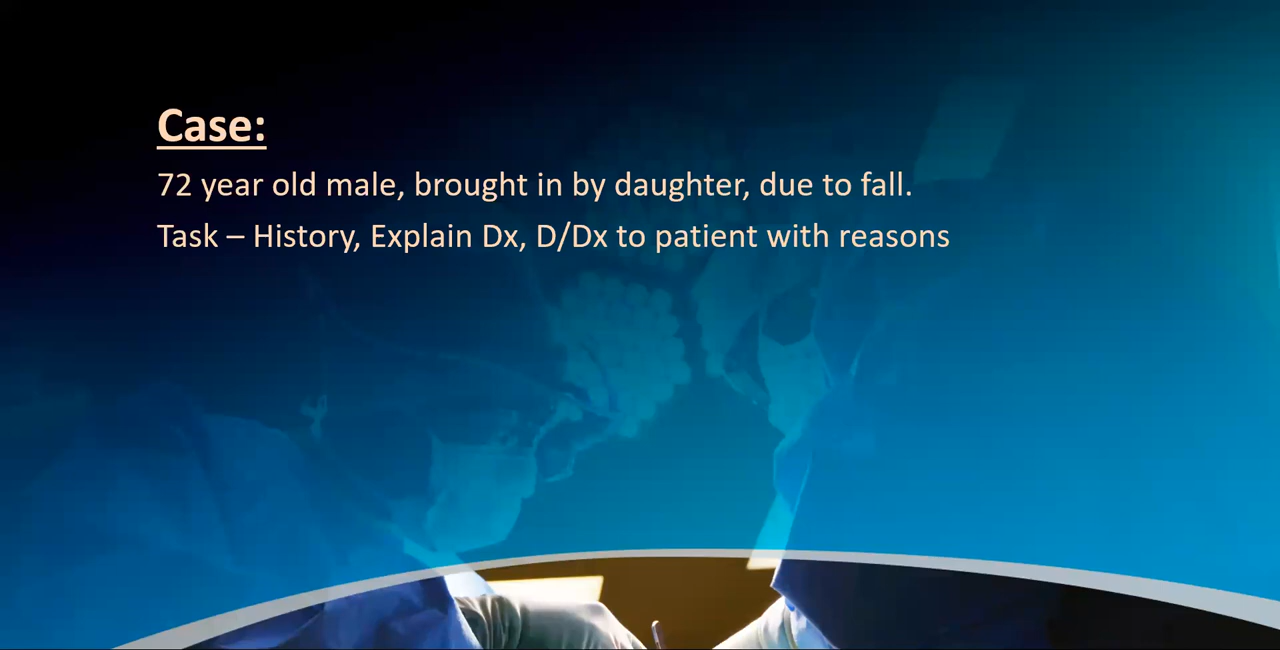 Case:
72 year old male, brought in by daughter, due to fall.
Task – History, Explain Dx, D/Dx to patient with reasons